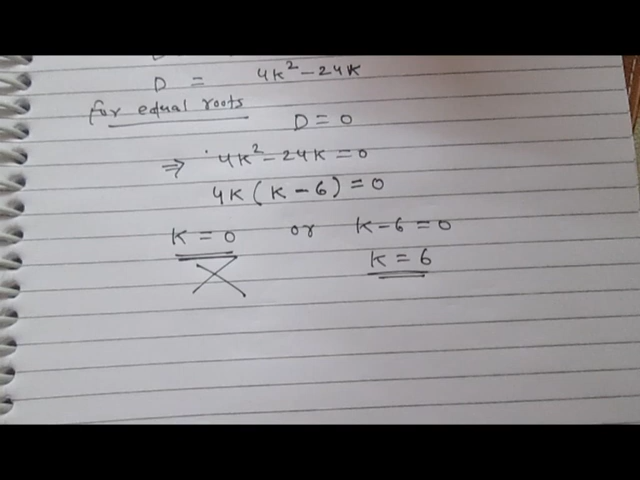 D = 4k² – 24k
for equal roots
D = 0
⇒ 4k² – 24k = 0
4k (k – 6) = 0
k = 0 or k – 6 = 0
k = 6